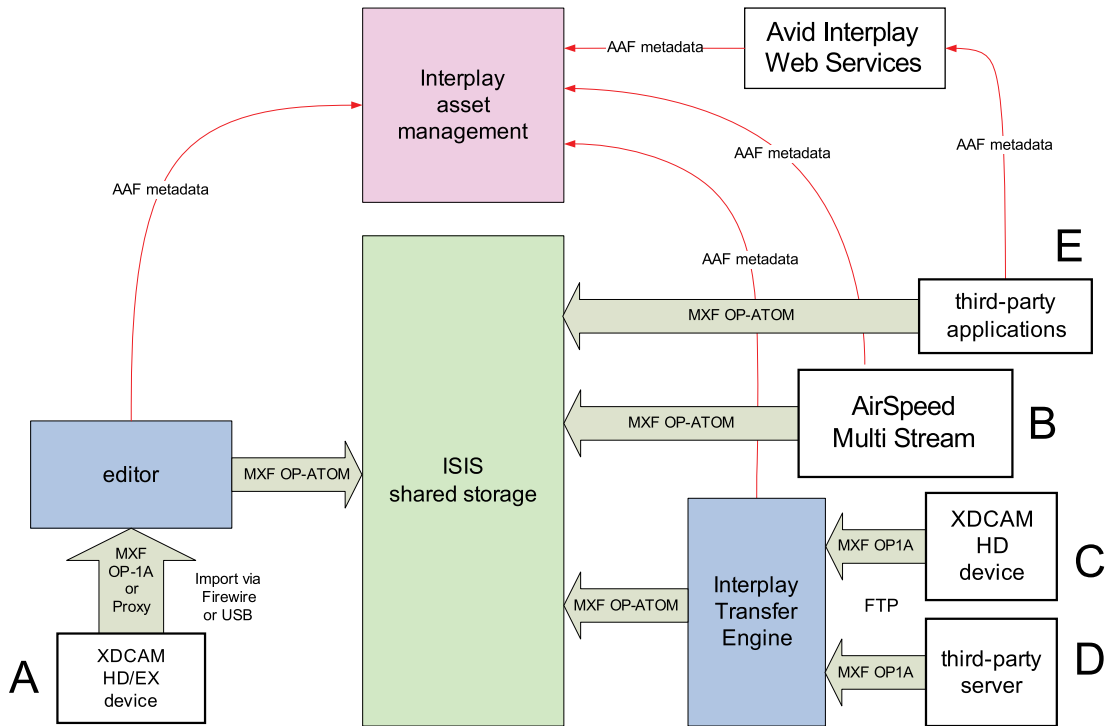 Interplay
asset
management
Avid Interplay
Web Services
AAF metadata
AAF metadata
AAF metadata
AAF metadata
AAF metadata
E
third-party
applications
MXF OP-ATOM
ISIS
shared storage
AirSpeed
Multi Stream
B
MXF OP-ATOM
editor
MXF OP-ATOM
MXF
OP-1A
or
Proxy
Import via
Firewire
or USB
A
XDCAM
HD/EX
device
Interplay
Transfer
Engine
MXF OP-ATOM
XDCAM
HD
device
C
MXF OP1A
FTP
third-party
server
D
MXF OP1A